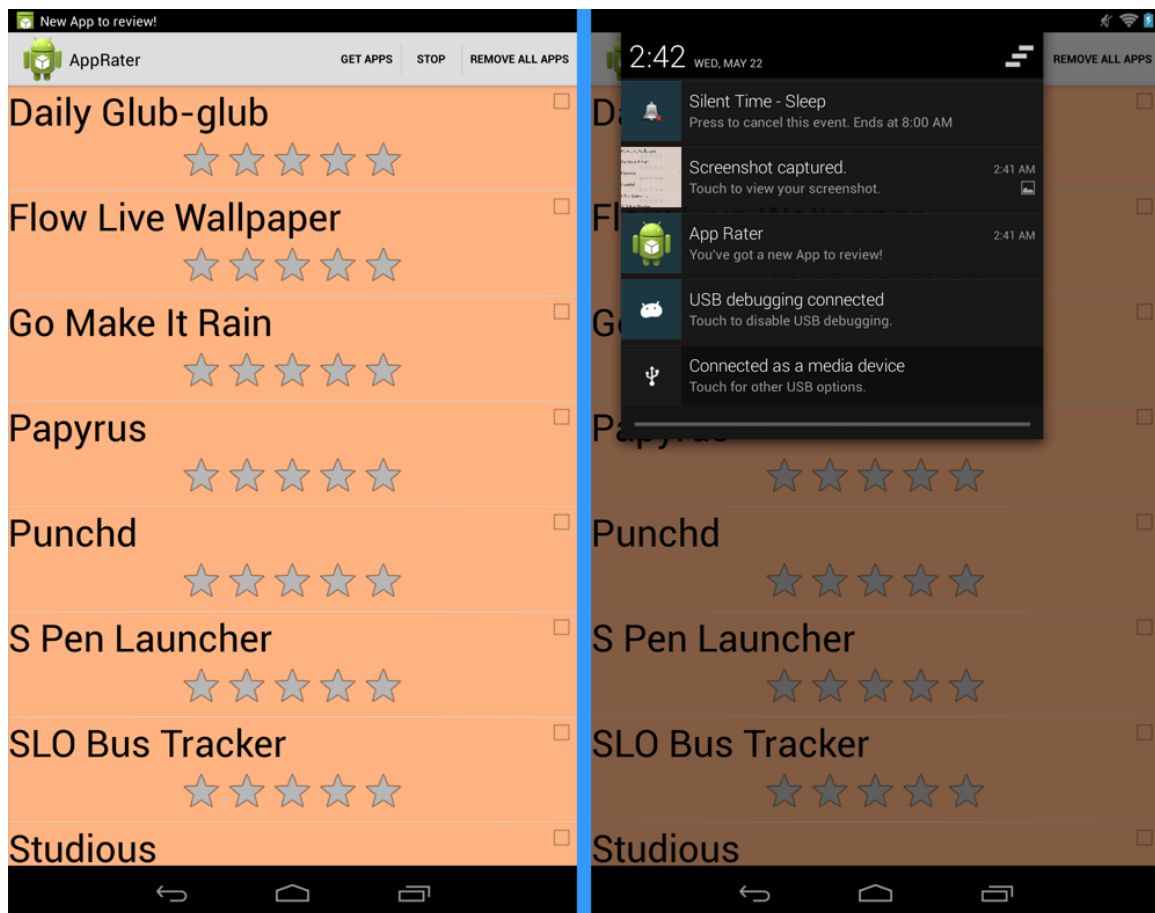 New App to review!
AppRater
GET APPS STOP REMOVE ALL APPS
Daily Glub-glub
Flow Live Wallpaper
Go Make It Rain
Papyrus
Punchd
S Pen Launcher
SLO Bus Tracker
Studious
2:42 WED, MAY 22
REMOVE ALL APPS
Silent Time - Sleep
Press to cancel this event. Ends at 8:00 AM
Screenshot captured.
2:41 AM
Touch to view your screenshot.
App Rater
2:41 AM
You've got a new App to review!
USB debugging connected
Touch to disable USB debugging.
Connected as a media device
Touch for other USB options.
Papyrus
Punchd
S Pen Launcher
SLO Bus Tracker
Studious